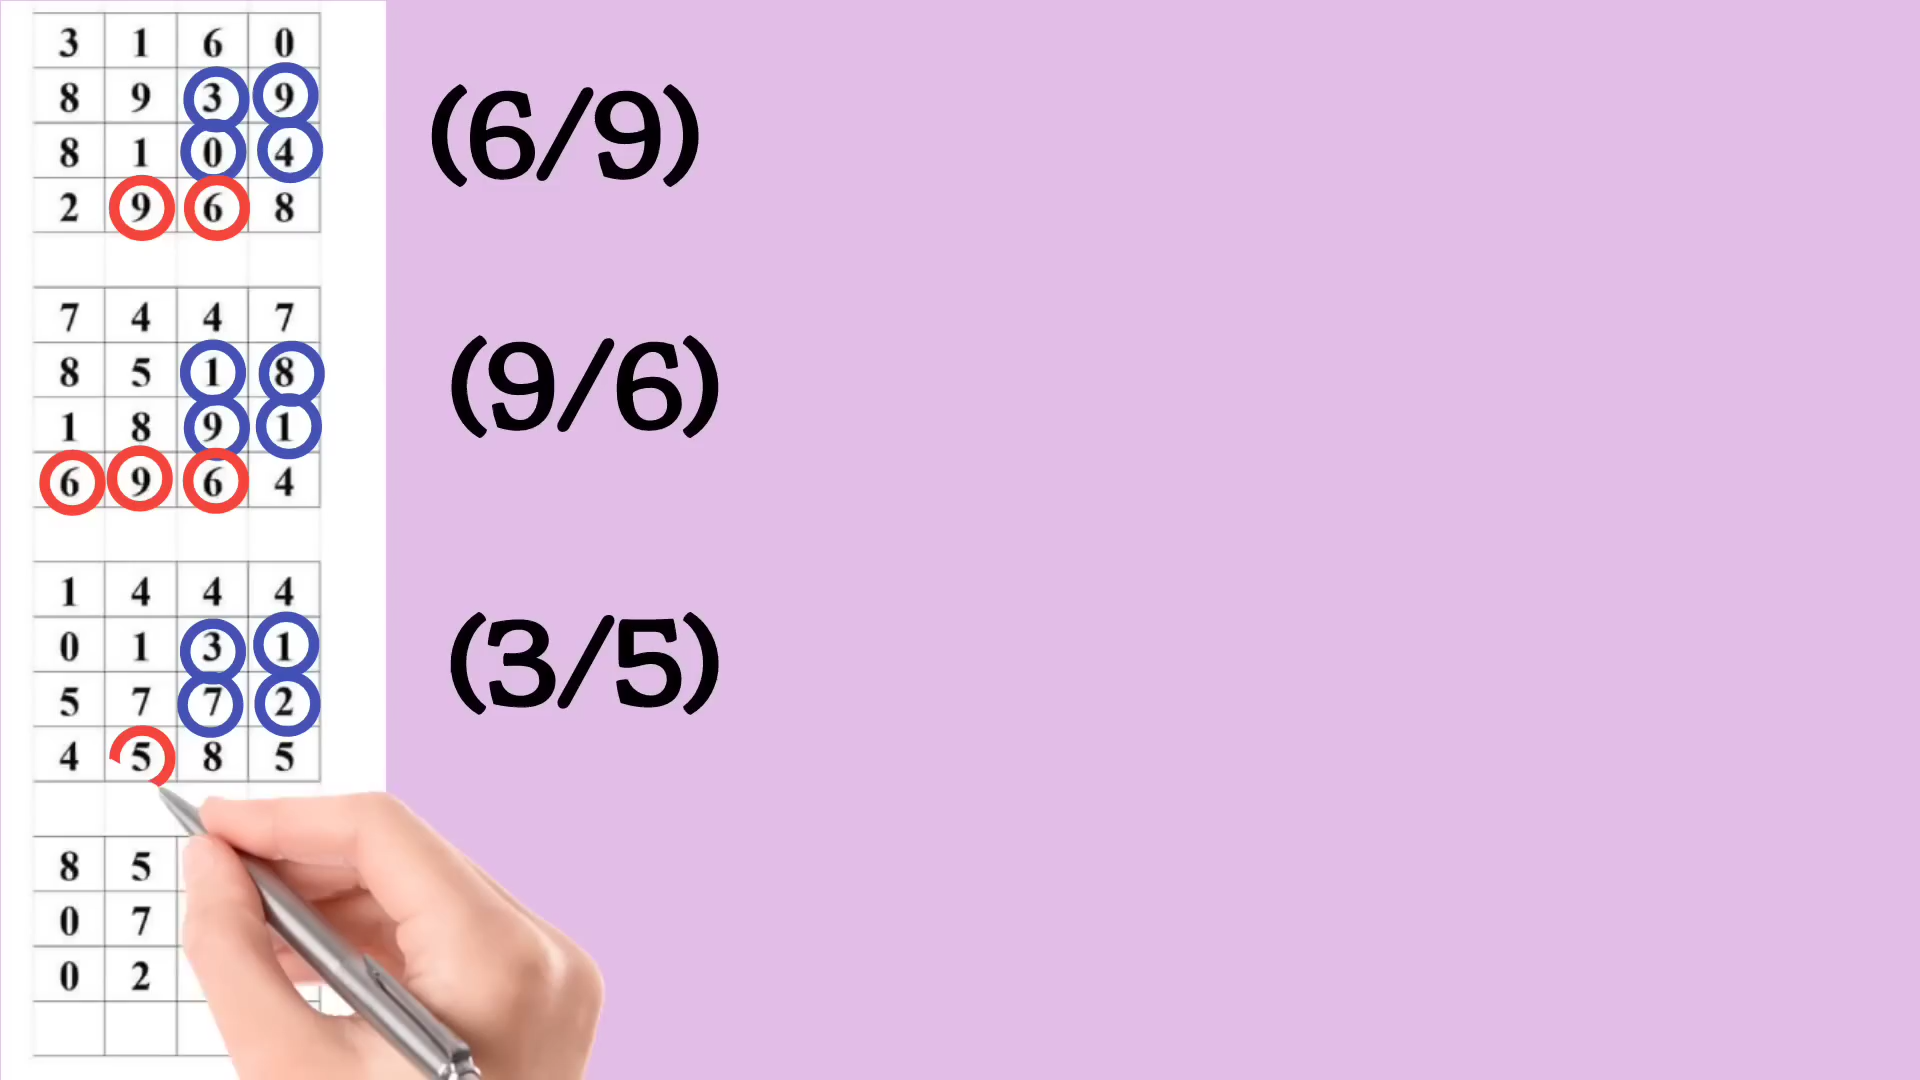 3 1 6 0
8 9 3 9
8 1 0 4
2 9 6 8
(6/9)
7 4 4 7
8 5 1 8
1 8 9 1
6 9 6 4
(9/6)
1 4 4 4
0 1 3 1
5 7 7 2
4 5 8 5
(3/5)
8 5
0 7
0 2